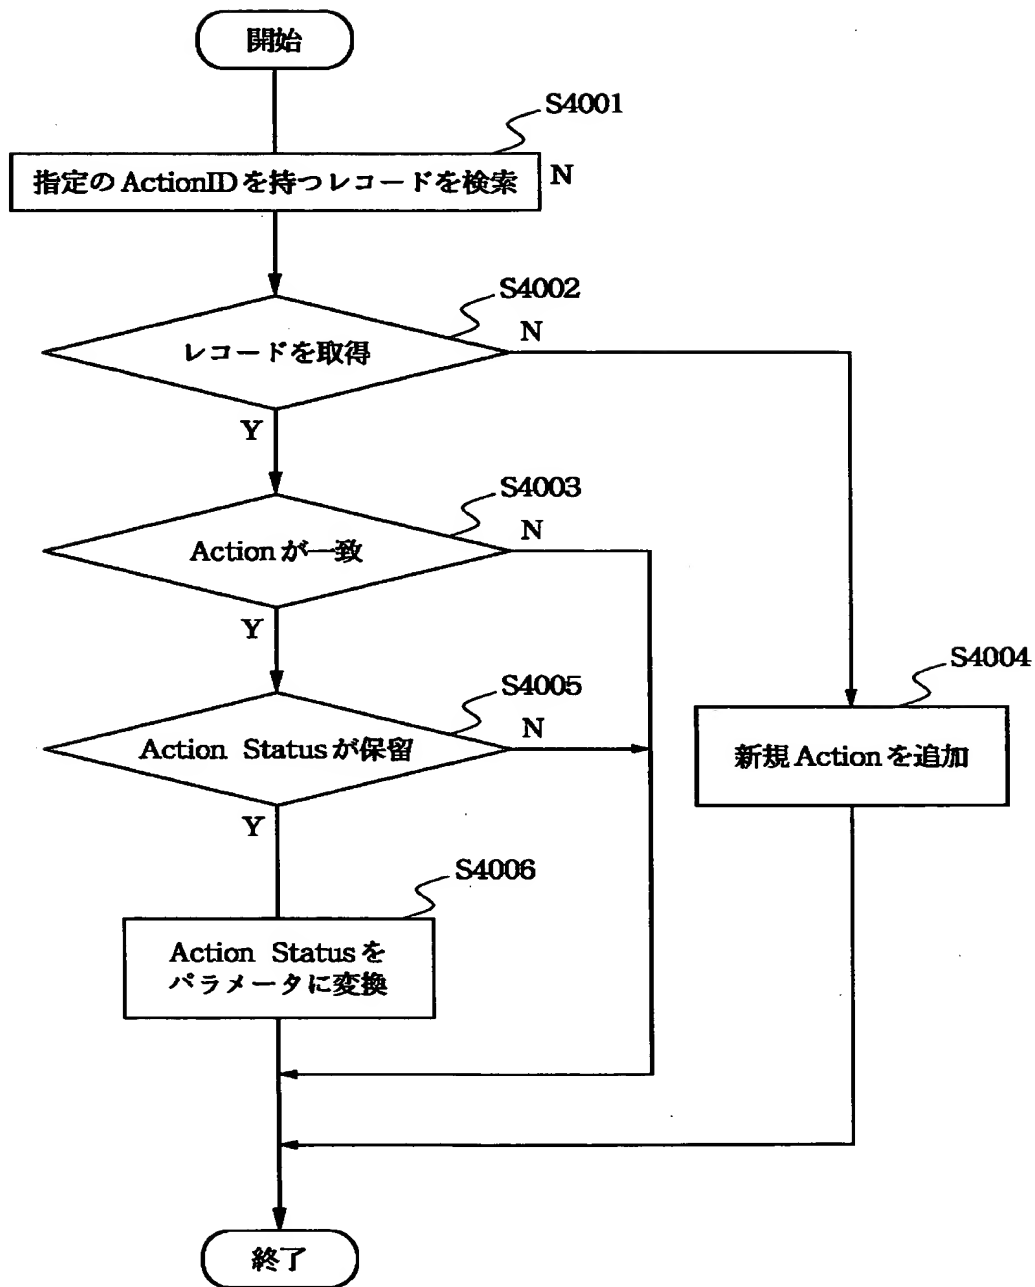 開始
S4001
指定のActionIDを持つレコードを検索
N
S4002
レコードを取得
N
Y
S4003
Actionが一致
N
Y
S4004
S4005
Action Statusが保留
N
新規Actionを追加
Y
S4006
Action Statusを
パラメータに変換
終了